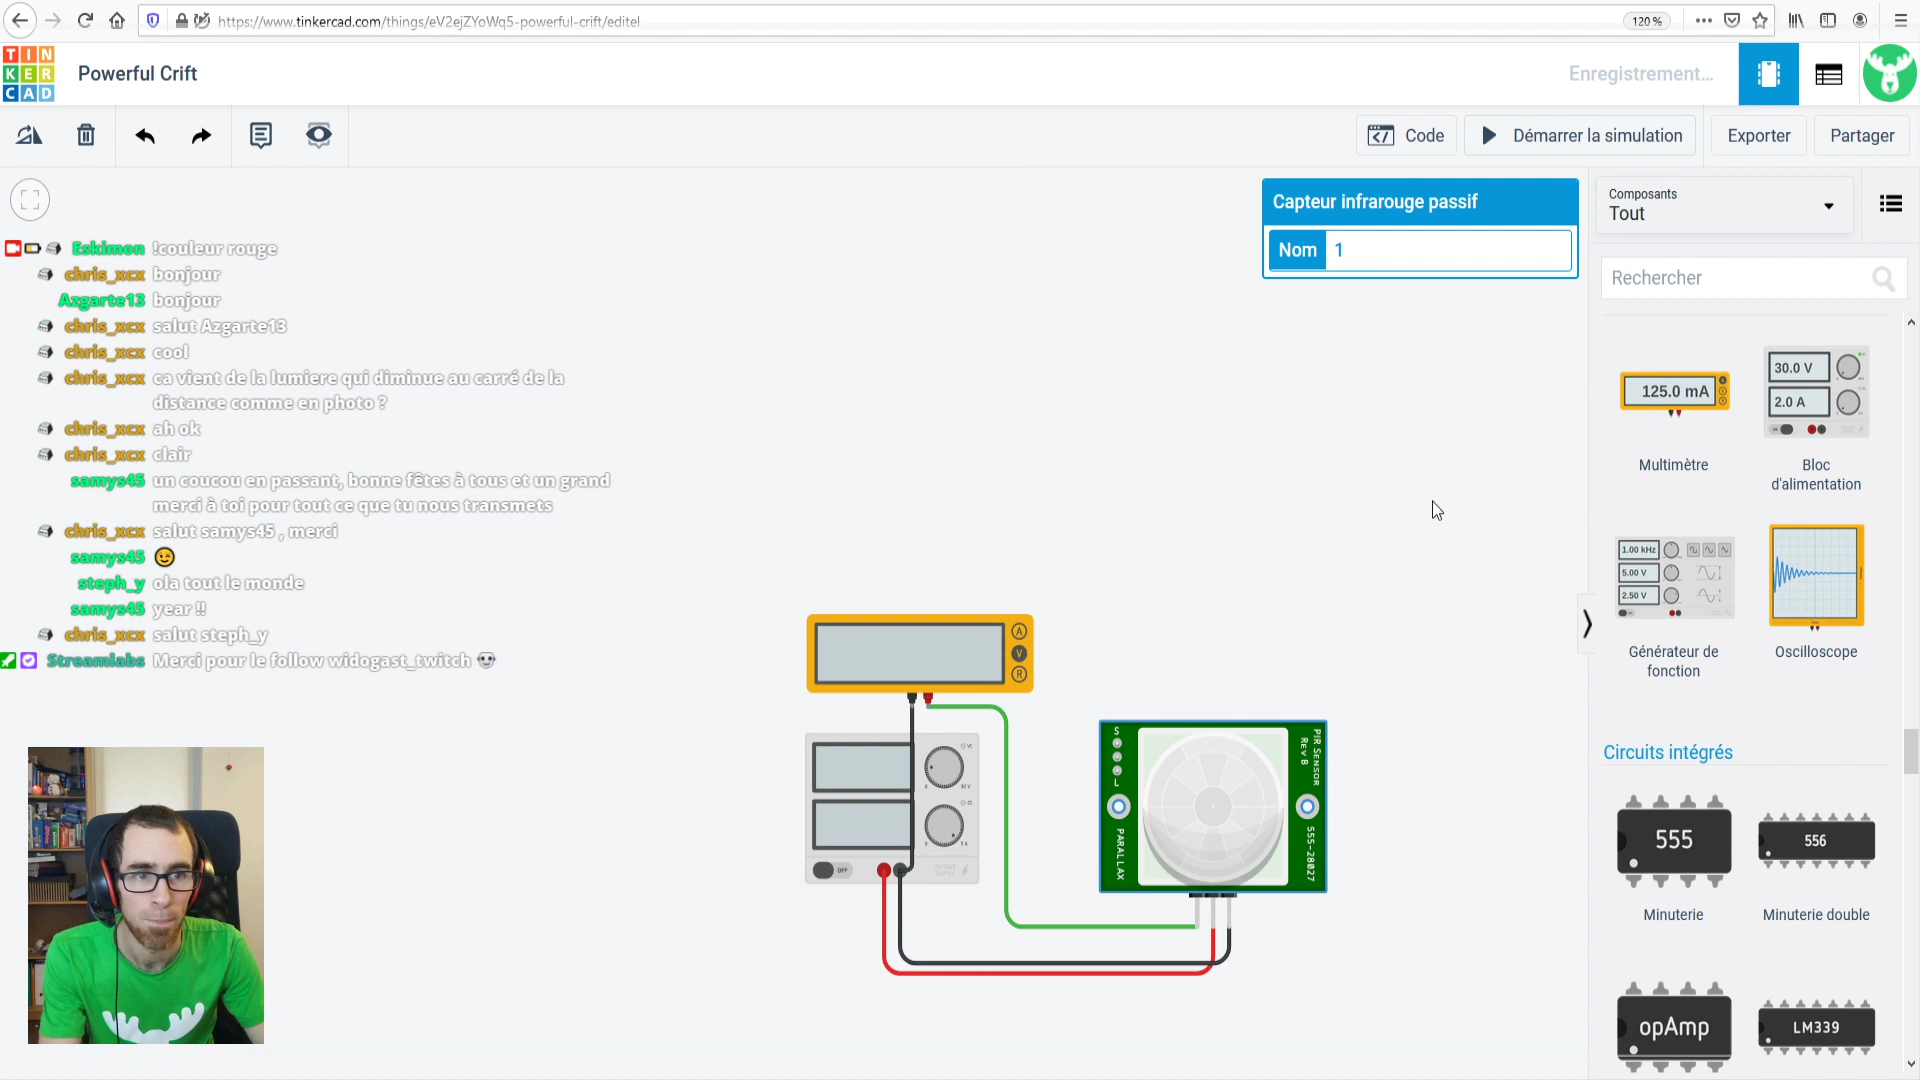 https://www.tinkercad.com/things/eV2ejZYoWq5-powerful-crift/editel
120 %
TIN
KER
CAD
Powerful Crift
Enregistrement...
Code
Démarrer la simulation
Exporter
Partager
Capteur infrarouge passif
Nom 1
Composants
Tout
Rechercher
Eskimon !couleur rouge
chris_xcx bonjour
Azgarte13 bonjour
chris_xcx salut Azgarte13
chris_xcx cool
chris_xcx ca vient de la lumiere qui diminue au carré de la
distance comme en photo ?
chris_xcx ah ok
chris_xcx clair
samys45 un coucou en passant, bonne fêtes à tous et un grand
merci à toi pour tout ce que tu nous transmets
chris_xcx salut samys45 , merci
samys45
steph_y ola tout le monde
samys45 year !!
chris_xcx salut steph_y
Streamlabs Merci pour le follow widogast_twitch
A
V
R
OFF
S
L
PARALLAX
PIR SENSOR
REV B
555-28027
125.0 mA
Multimètre
30.0 V
2.0 A
Bloc
d'alimentation
1.00 kHz
5.00 V
2.50 V
Générateur de
fonction
Oscilloscope
Circuits intégrés
555
Minuterie
556
Minuterie double
opAmp
LM339